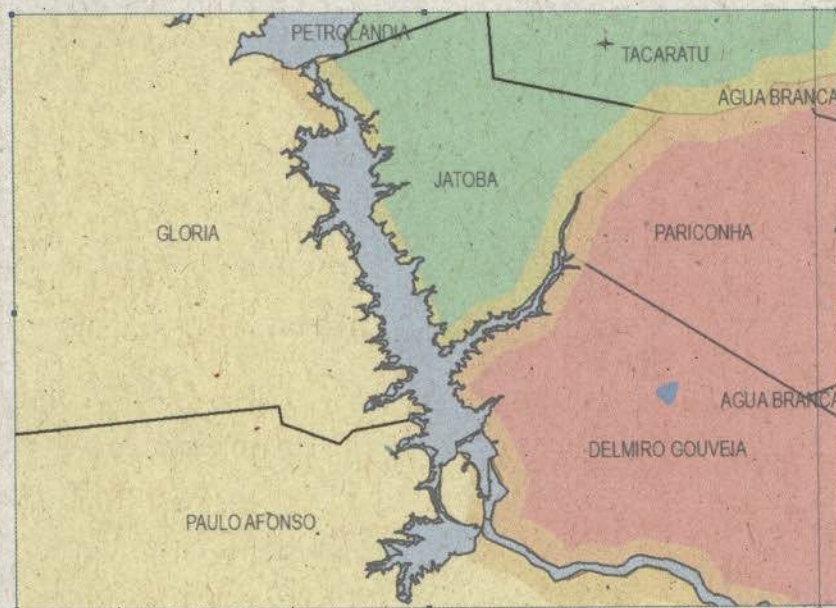 PETROLANDIA
TACARATU
AGUA BRANCA
JATOBA
GLORIA
PARICONHA
AGUA BRANCA
DELMIRO GOUVEIA
PAULO AFONSO